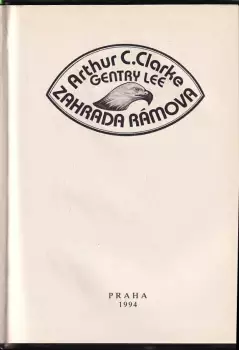 Arthur C. Clarke
GENTRY LEE
ZAHRADA RÁMOVA
PRAHA
1994